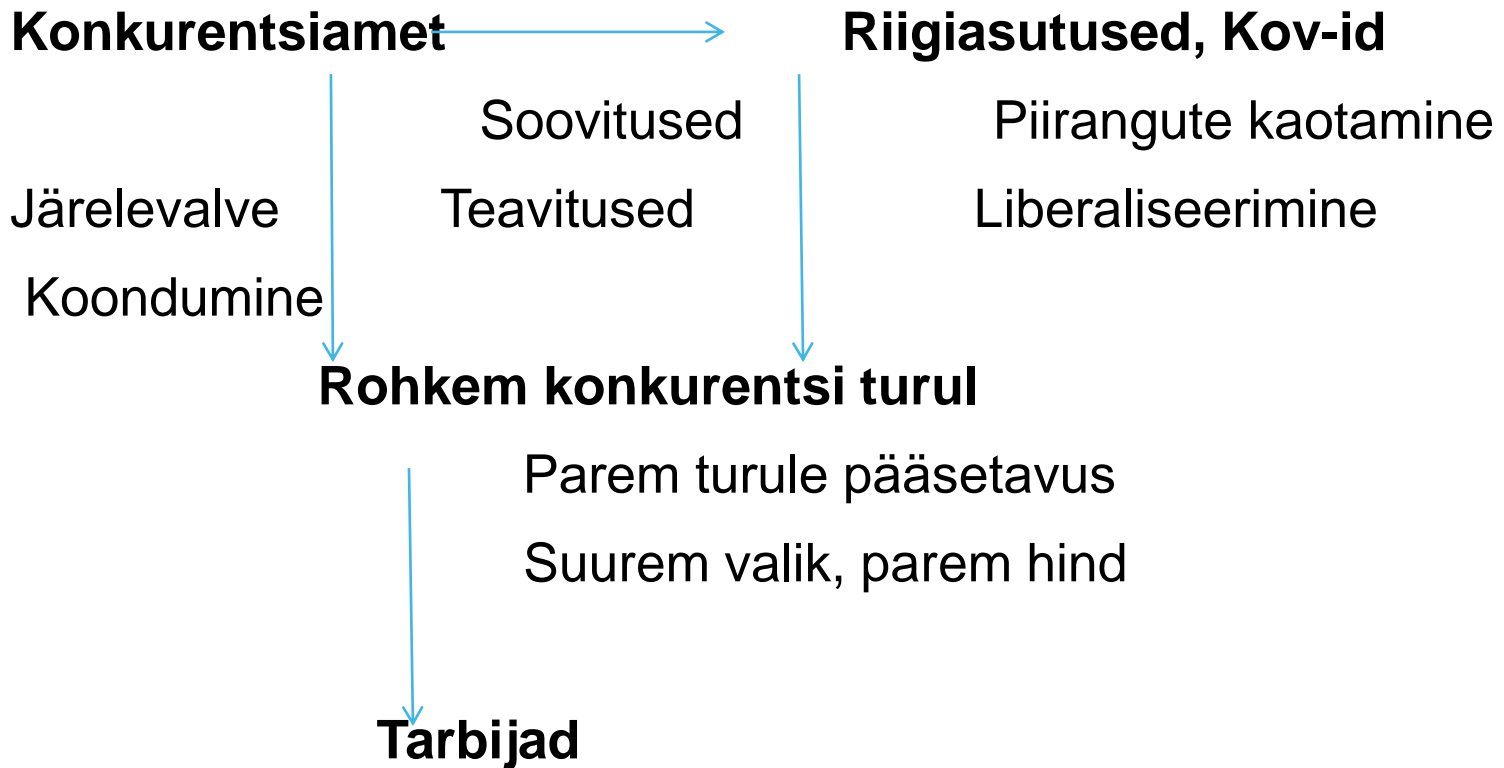 Konkurentsiamet Riigiasutused, Kov-id
Soovitused Piirangute kaotamine
Järelevalve Teavitused Liberaliseerimine
Koondumine
Rohkem konkurentsi turul
Parem turule pääsetavus
Suurem valik, parem hind
Tarbijad